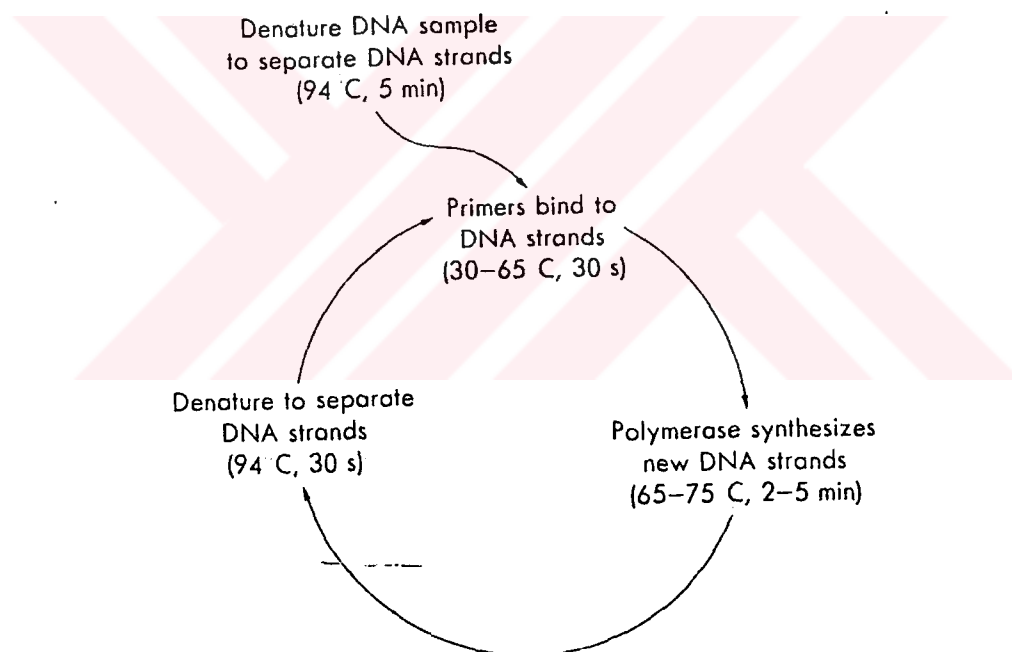 Denature DNA sample
to separate DNA strands
(94 °C, 5 min)
Primers bind to
DNA strands
(30–65 C, 30 s)
Denature to separate
DNA strands
(94 °C, 30 s)
Polymerase synthesizes
new DNA strands
(65–75 C, 2–5 min)